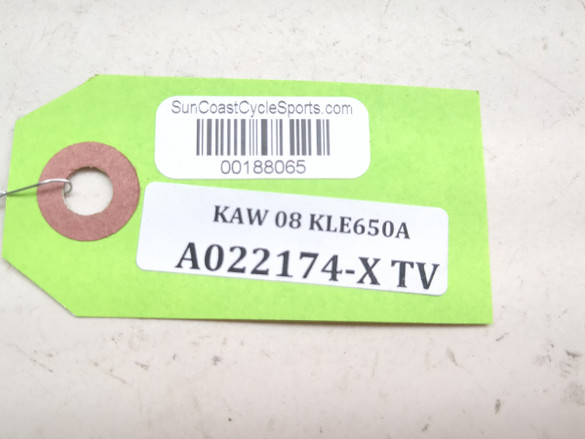 SunCoastCycleSports.com
00188065
KAW 08 KLE650A
A022174-X TV